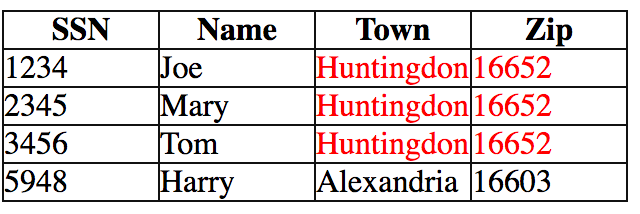 SSN Name Town Zip
1234 Joe Huntingdon 16652
2345 Mary Huntingdon 16652
3456 Tom Huntingdon 16652
5948 Harry Alexandria 16603